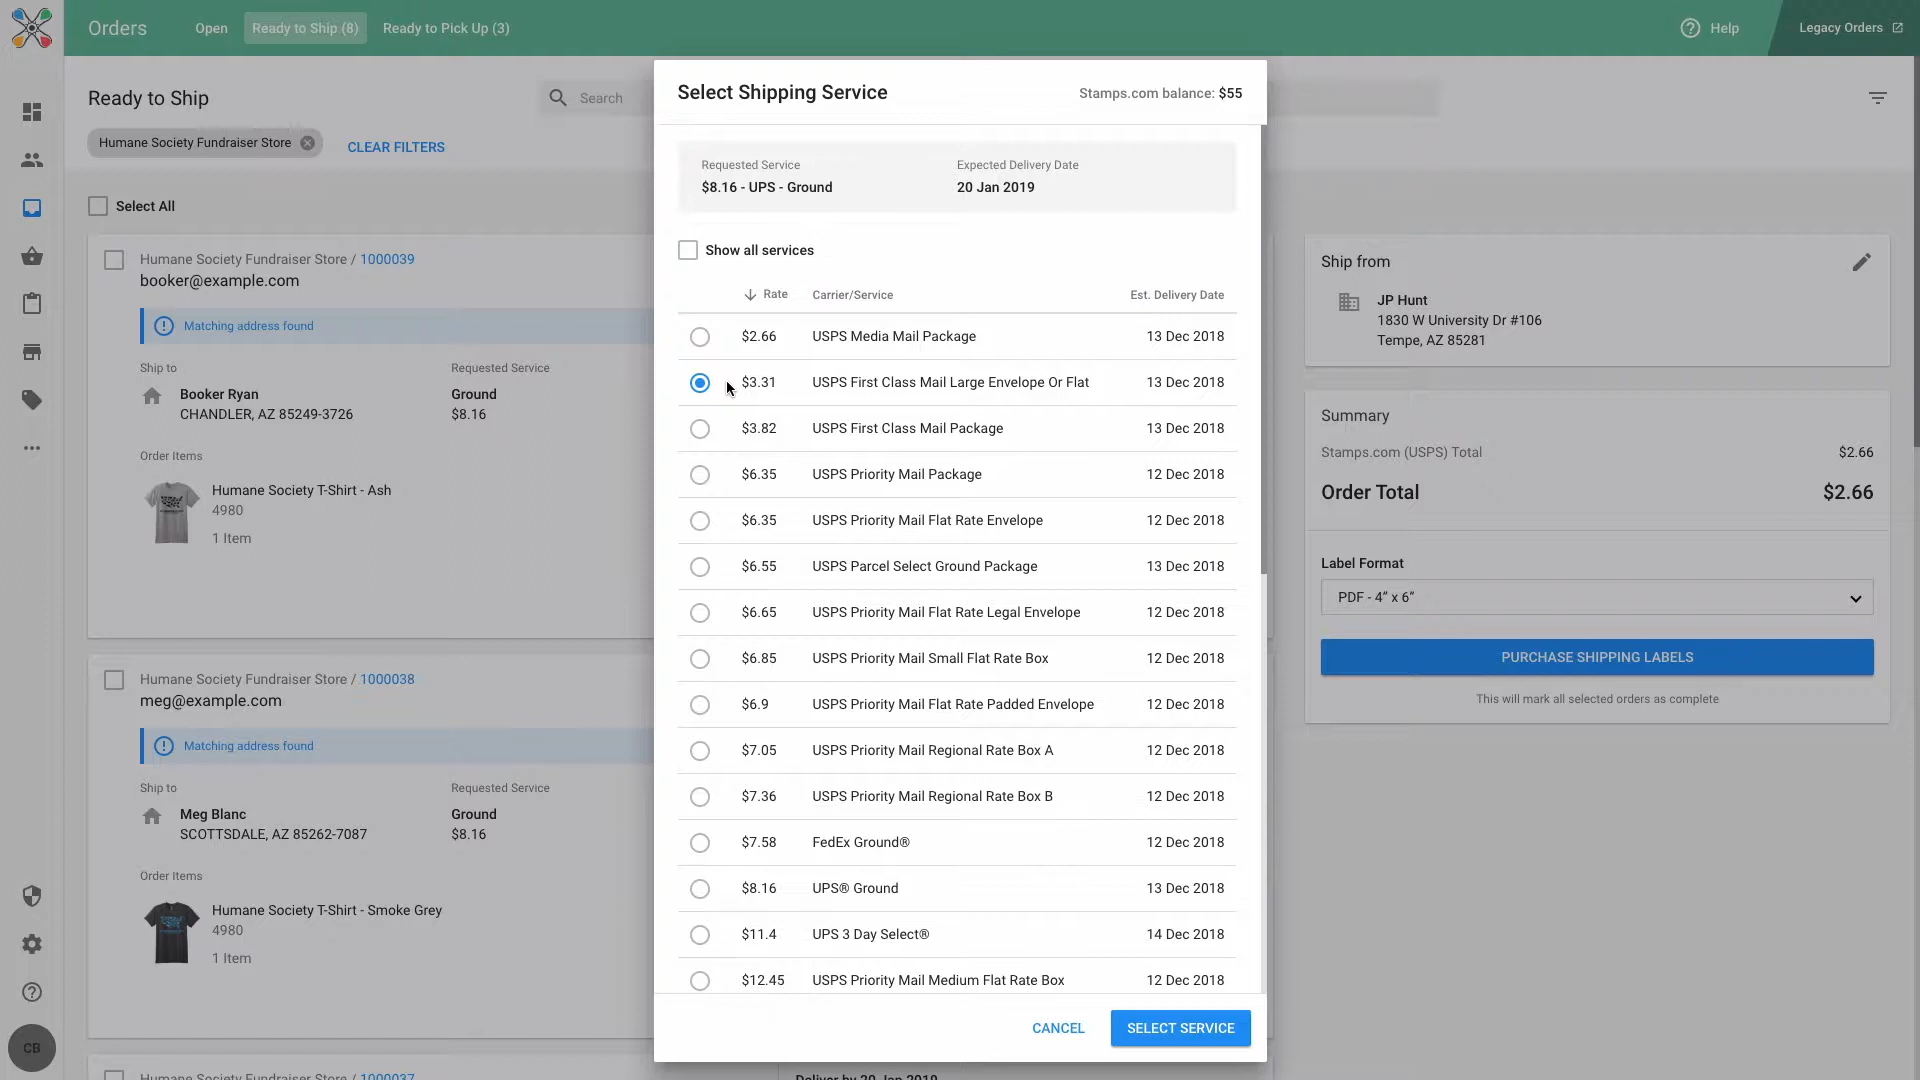 Orders
Open
Ready to Ship (8)
Ready to Pick Up (3)
Help
Legacy Orders
Ready to Ship
Search
Humane Society Fundraiser Store
CLEAR FILTERS
Select All
Humane Society Fundraiser Store / 1000039
booker@example.com
Matching address found
Ship to
Requested Service
Booker Ryan
Ground
CHANDLER, AZ 85249-3726
$8.16
Order Items
Humane Society T-Shirt - Ash
4980
1 Item
Humane Society Fundraiser Store / 1000038
meg@example.com
Matching address found
Ship to
Requested Service
Meg Blanc
Ground
SCOTTSDALE, AZ 85262-7087
$8.16
Order Items
Humane Society T-Shirt - Smoke Grey
4980
1 Item
Humane Society Fundraiser Store / 1000037
Deliver by 20 Jan 2019
CB
Select Shipping Service
Stamps.com balance: $55
Requested Service
Expected Delivery Date
$8.16 - UPS - Ground
20 Jan 2019
Show all services
Rate Carrier/Service Est. Delivery Date
$2.66 USPS Media Mail Package 13 Dec 2018
$3.31 USPS First Class Mail Large Envelope Or Flat 13 Dec 2018
$3.82 USPS First Class Mail Package 13 Dec 2018
$6.35 USPS Priority Mail Package 12 Dec 2018
$6.35 USPS Priority Mail Flat Rate Envelope 12 Dec 2018
$6.55 USPS Parcel Select Ground Package 13 Dec 2018
$6.65 USPS Priority Mail Flat Rate Legal Envelope 12 Dec 2018
$6.85 USPS Priority Mail Small Flat Rate Box 12 Dec 2018
$6.9 USPS Priority Mail Flat Rate Padded Envelope 12 Dec 2018
$7.05 USPS Priority Mail Regional Rate Box A 12 Dec 2018
$7.36 USPS Priority Mail Regional Rate Box B 12 Dec 2018
$7.58 FedEx Ground® 12 Dec 2018
$8.16 UPS® Ground 13 Dec 2018
$11.4 UPS 3 Day Select® 14 Dec 2018
$12.45 USPS Priority Mail Medium Flat Rate Box 12 Dec 2018
CANCEL
SELECT SERVICE
Ship from
JP Hunt
1830 W University Dr #106
Tempe, AZ 85281
Summary
Stamps.com (USPS) Total $2.66
Order Total $2.66
Label Format
PDF - 4” x 6”
PURCHASE SHIPPING LABELS
This will mark all selected orders as complete